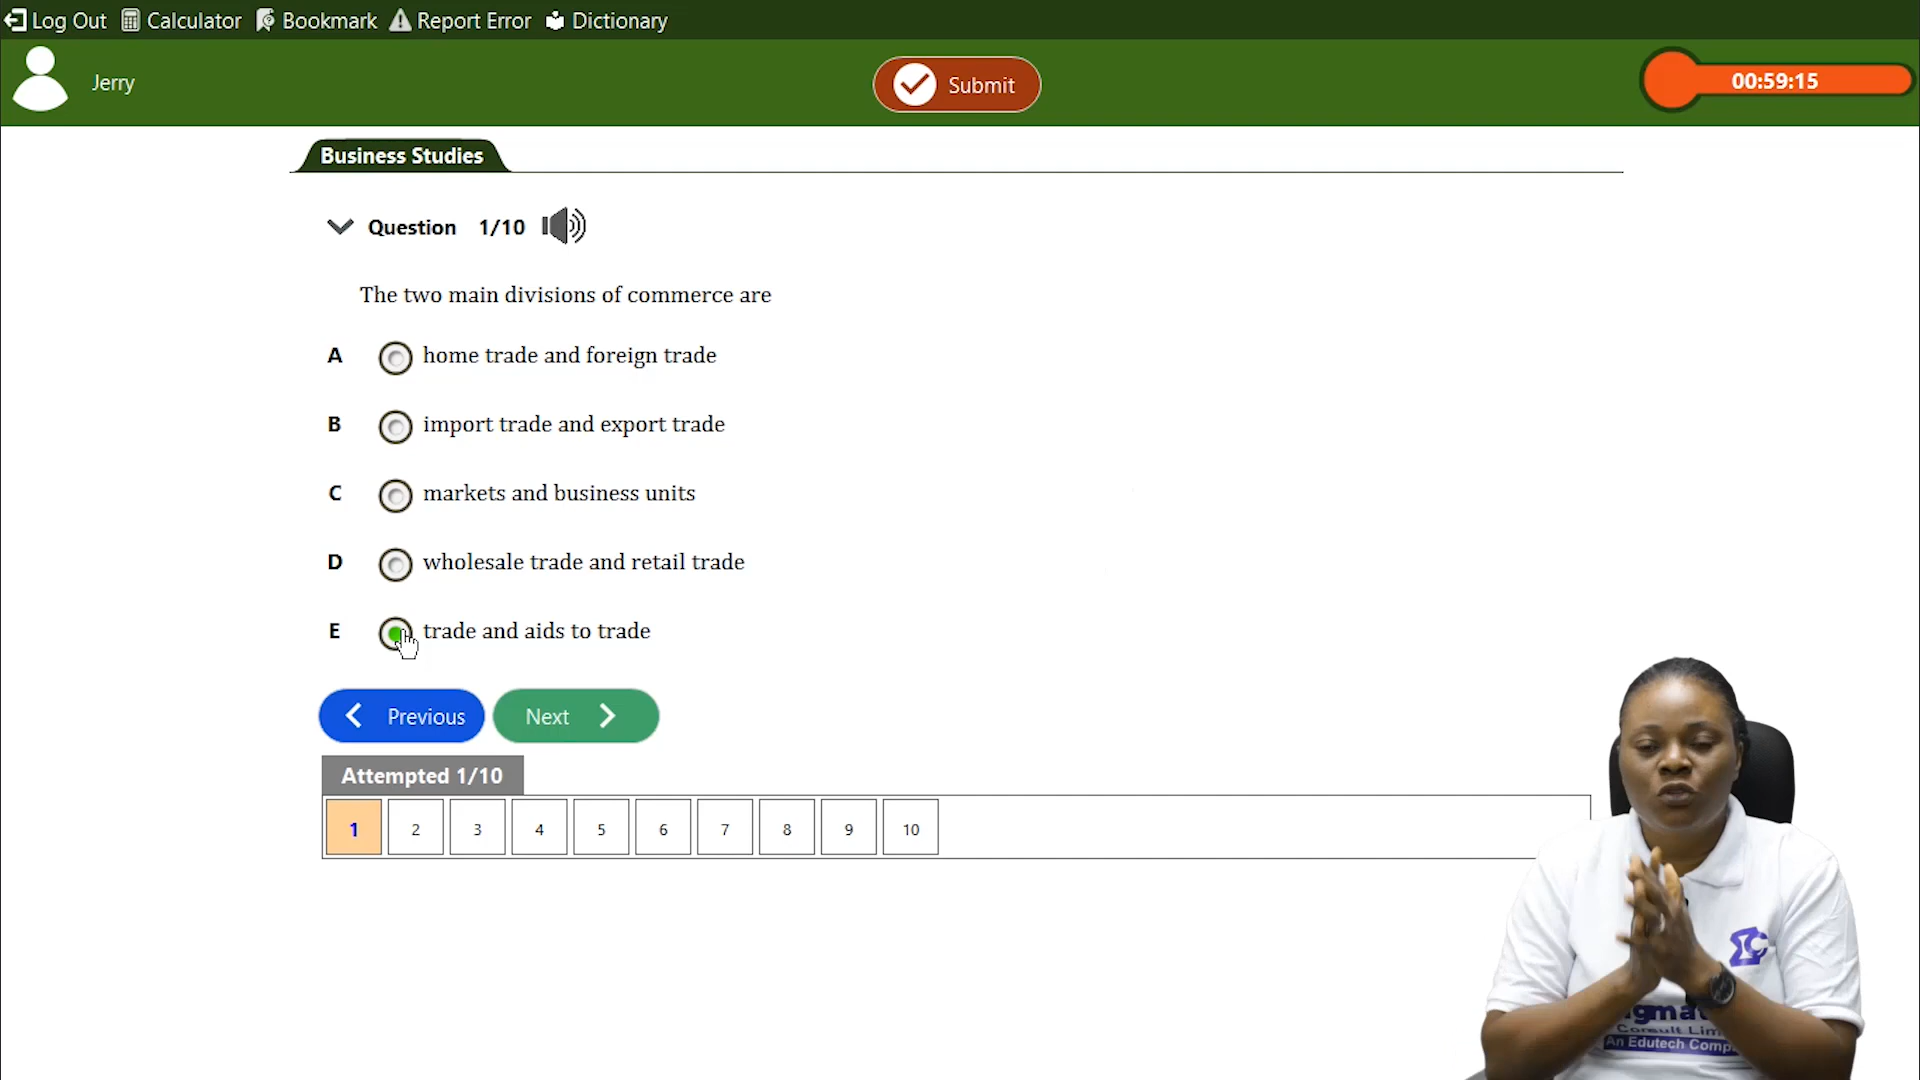 Log Out Calculator Bookmark Report Error Dictionary
Jerry
Submit
00:59:15
Business Studies
Question 1/10
The two main divisions of commerce are
A home trade and foreign trade
B import trade and export trade
C markets and business units
D wholesale trade and retail trade
E trade and aids to trade
Previous Next
Attempted 1/10
1 2 3 4 5 6 7 8 9 10
Consult
An Edutech